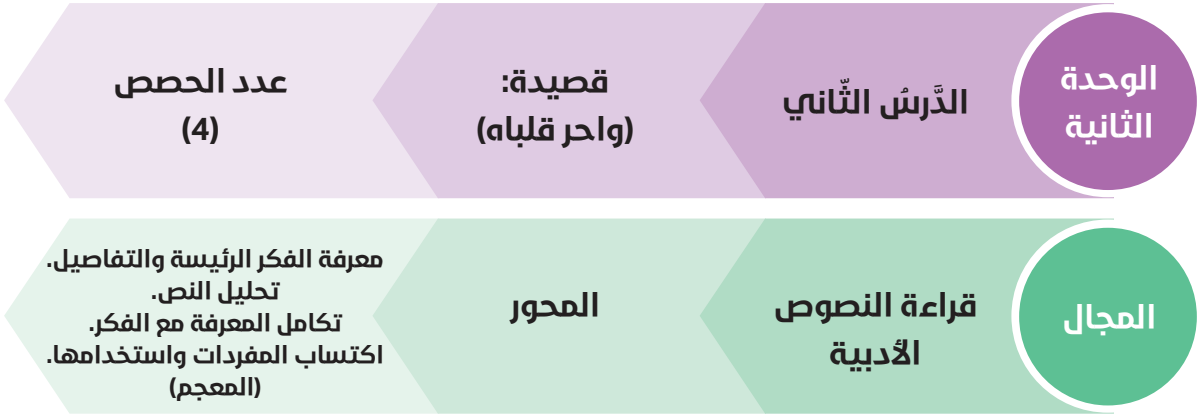 الوحدة
الثانية
الدَّرسُ الثّاني
قصيدة:
(واحر قلباه)
عدد الحصص
(4)
المجال
قراءة النصوص
الأدبية
المحور
معرفة الفكر الرئيسة والتفاصيل.
تحليل النص.
تكامل المعرفة مع الفكر.
اكتساب المفردات واستخدامها.
(المعجم)